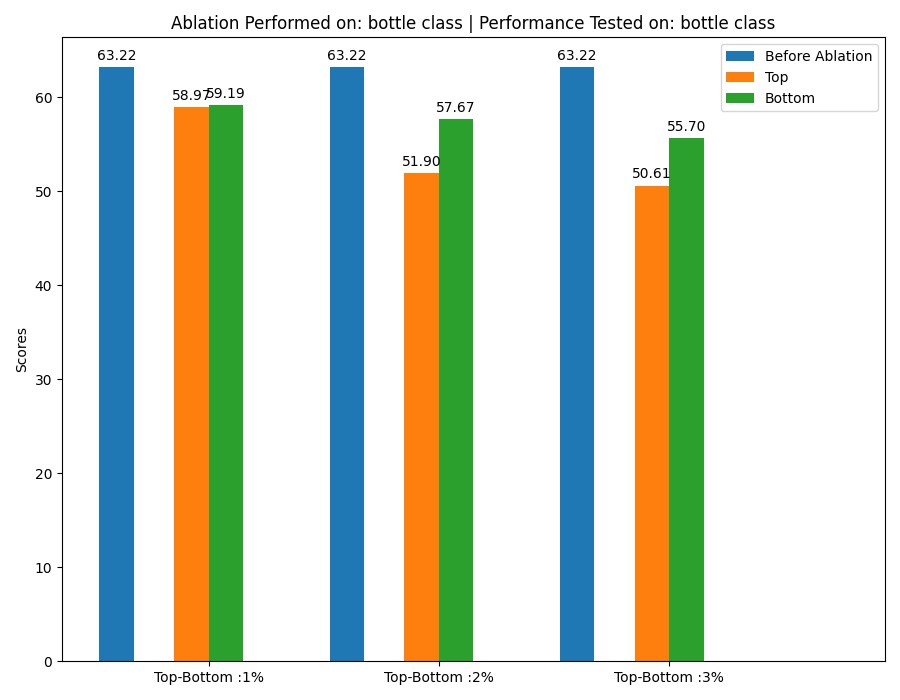 Ablation Performed on: bottle class | Performance Tested on: bottle class
63.22 63.22 63.22
Before Ablation
Top
Bottom
58.97 59.19
57.67
51.90
55.70
50.61
60
50
40
30
20
10
0
Scores
Top-Bottom :1% Top-Bottom :2% Top-Bottom :3%